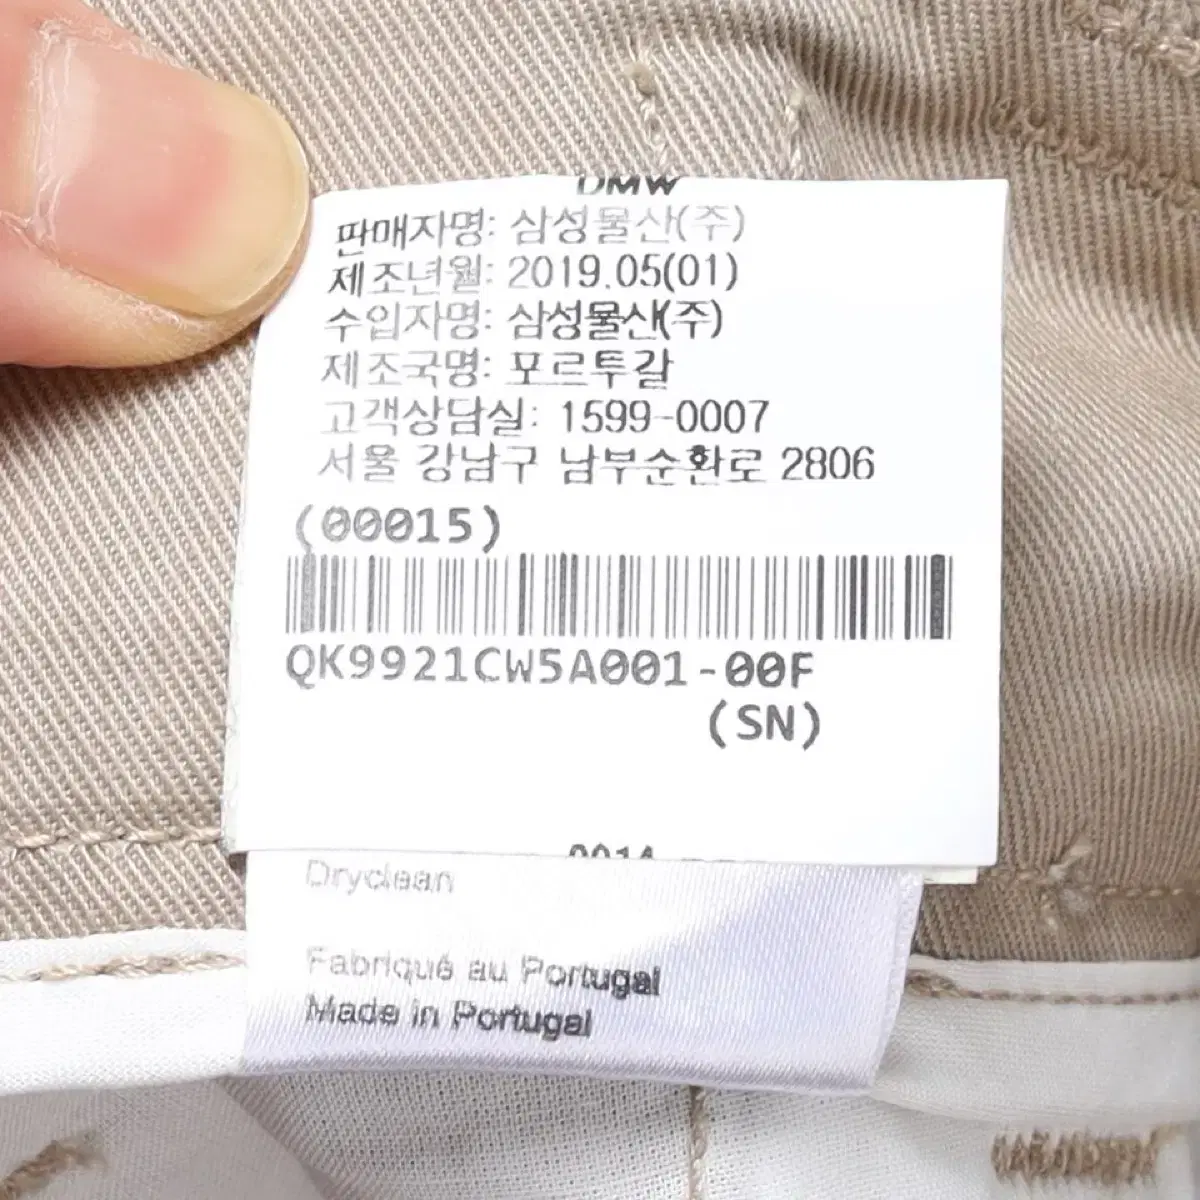 판매자명: 삼성물산(주)
제조년월: 2019.05(01)
수입자명: 삼성물산(주)
제조국명: 포르투갈
고객상담실: 1599-0007
서울 강남구 남부순환로 2806
(00015)
QK9921CW5A001-00F
(SN)
Dryclean
Fabriqué au Portugal
Made in Portugal